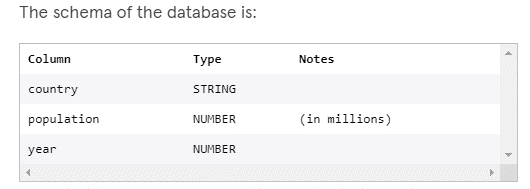 The schema of the database is:
Column Type Notes
country STRING
population NUMBER (in millions)
year NUMBER